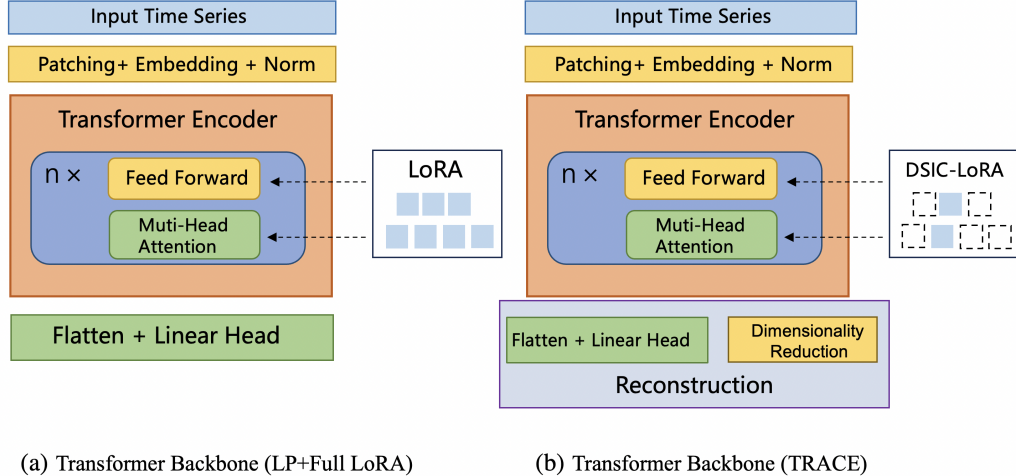 Input Time Series
Patching+ Embedding + Norm
Transformer Encoder
n ×
Feed Forward
Muti-Head
Attention
LoRA
Flatten + Linear Head
(a) Transformer Backbone (LP+Full LoRA)
Input Time Series
Patching+ Embedding + Norm
Transformer Encoder
n ×
Feed Forward
Muti-Head
Attention
DSIC-LoRA
Flatten + Linear Head
Dimensionality
Reduction
Reconstruction
(b) Transformer Backbone (TRACE)